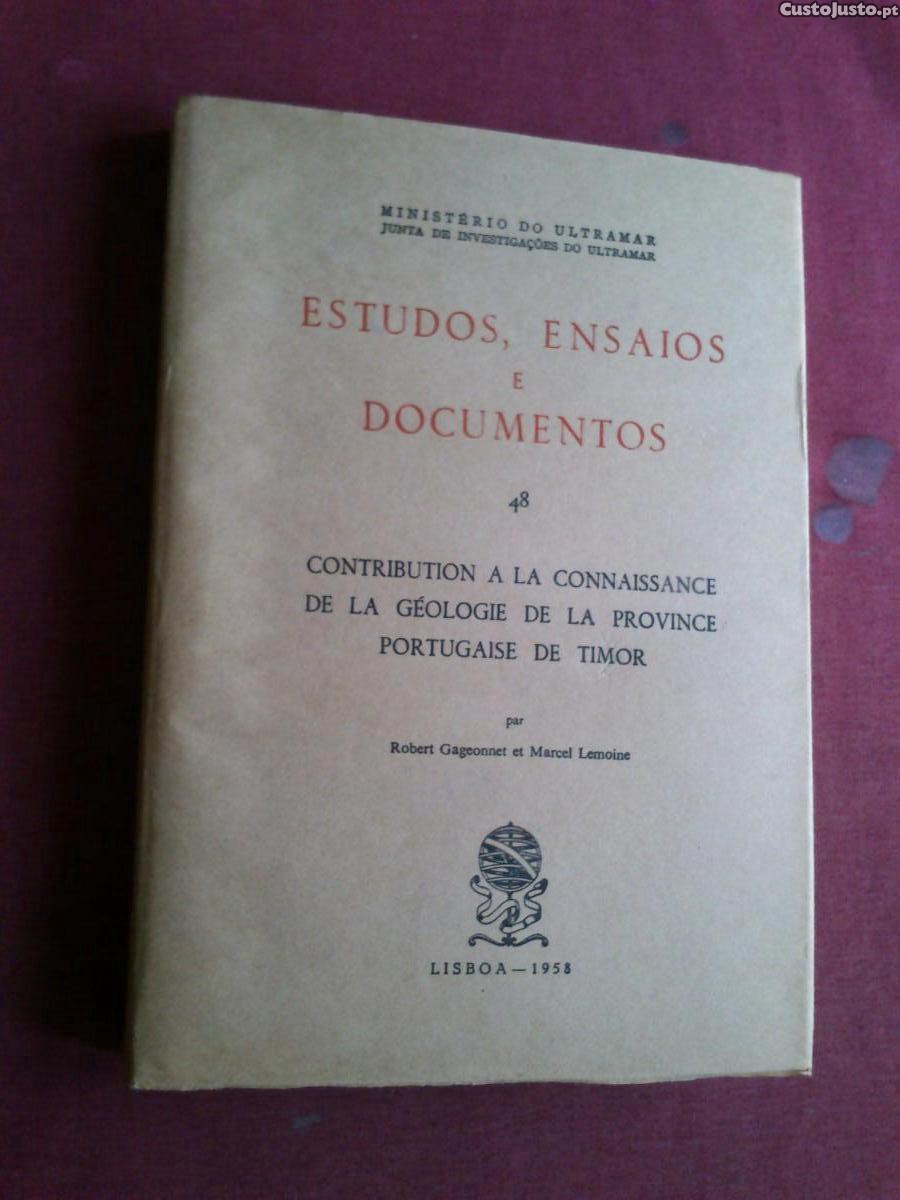 CustoJusto.pt
MINISTÉRIO DO ULTRAMAR
JUNTA DE INVESTIGAÇÕES DO ULTRAMAR
ESTUDOS, ENSAIOS
E
DOCUMENTOS
48
CONTRIBUTION A LA CONNAISSANCE
DE LA GÉOLOGIE DE LA PROVINCE
PORTUGAISE DE TIMOR
par
Robert Gageonnet et Marcel Lemoine
LISBOA — 1958